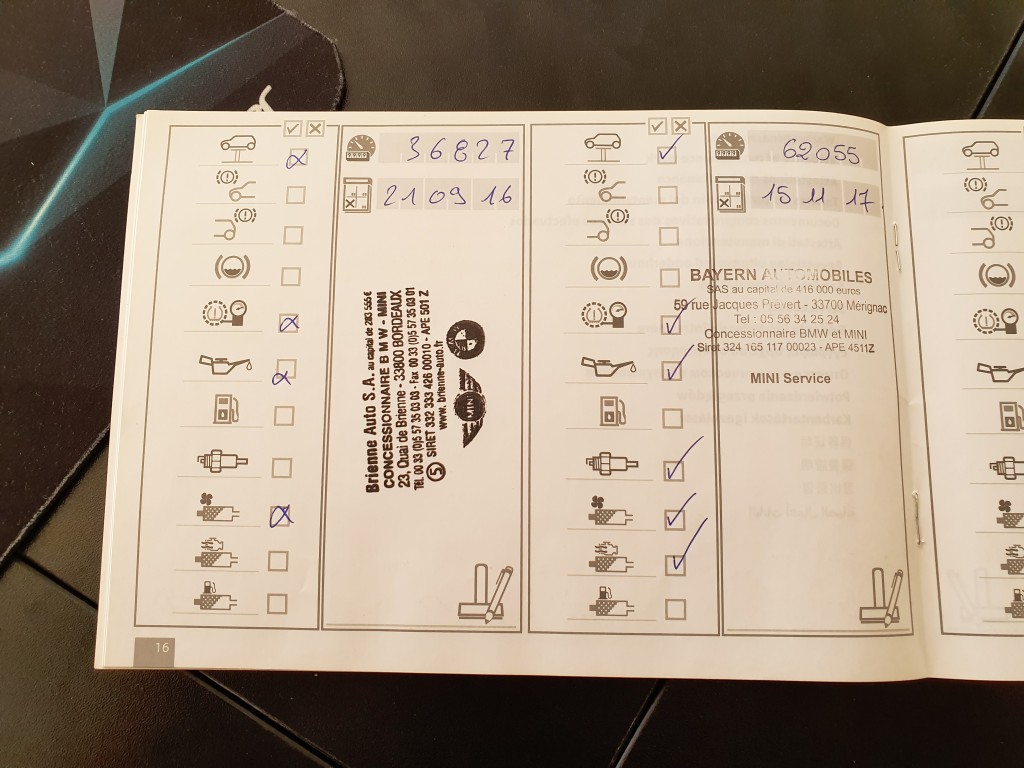 36827
21 09 16
Brienne Auto S.A. au capital de 283 555 €
CONCESSIONNAIRE B M W - MINI
23, Quai de Brienne - 33800 BORDEAUX
Tél. 00 33 (0)5 57 35 03 03 - Fax 00 33 (0)5 57 35 03 01
5 SIRET 332 333 426 00010 - APE 501 Z
www.brienne-auto.fr
MINI
62055
15 11 17
BAYERN AUTOMOBILES
SAS au capital de 416 000 euros
59 rue Jacques Prévert - 33700 Mérignac
Tel : 05 56 34 25 24
Concessionnaire BMW et MINI
Siret 324 165 117 00023 - APE 4511Z
MINI Service
16